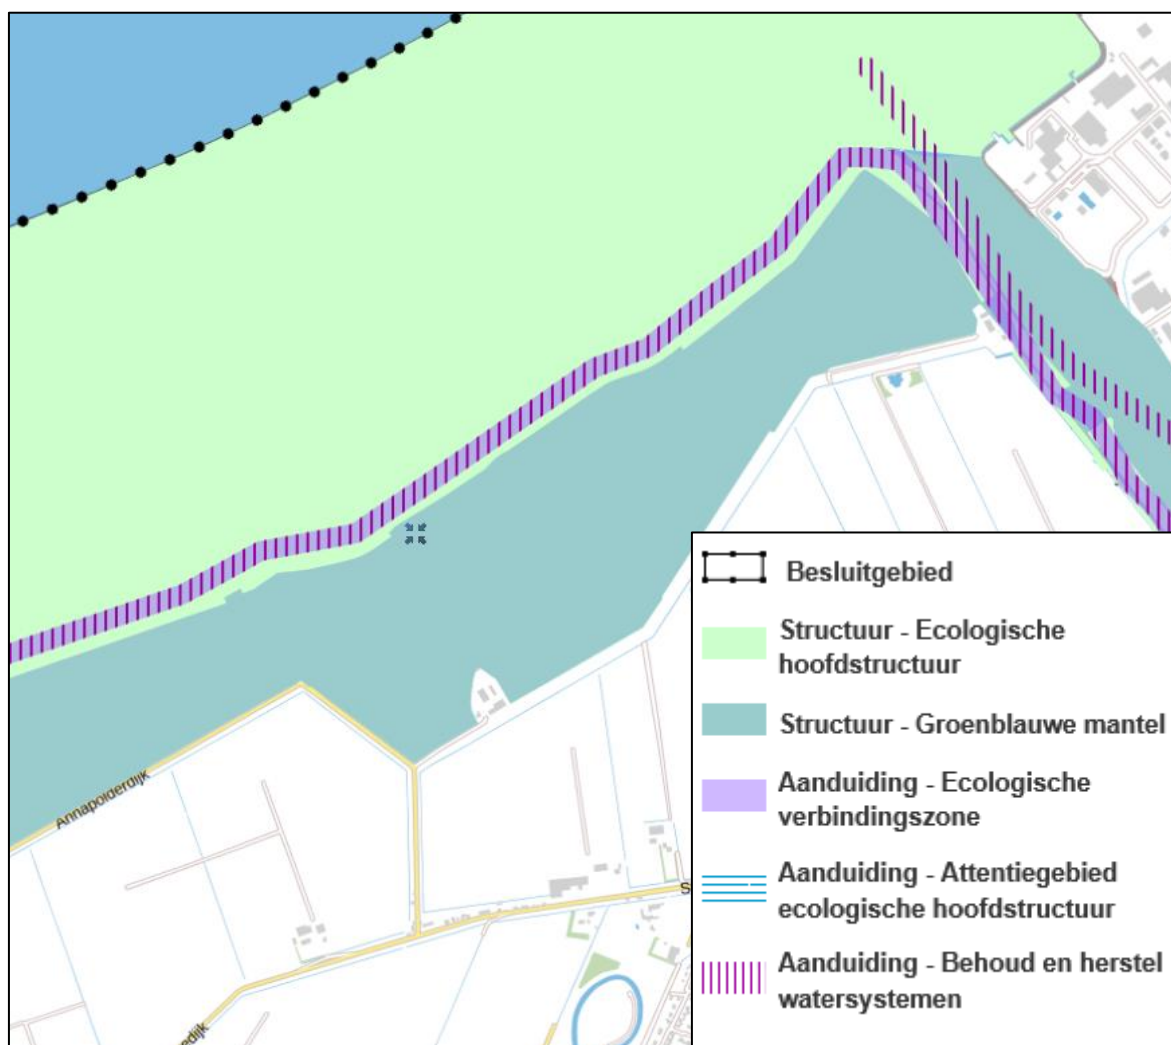 Besluitgebied
Structuur - Ecologische
hoofdstructuur
Structuur - Groenblauwe mantel
Aanduiding - Ecologische
verbindingszone
Annapolderdijk
Aanduiding - Attentiegebied
ecologische hoofdstructuur
S
Aanduiding - Behoud en herstel
watersystemen
edijk